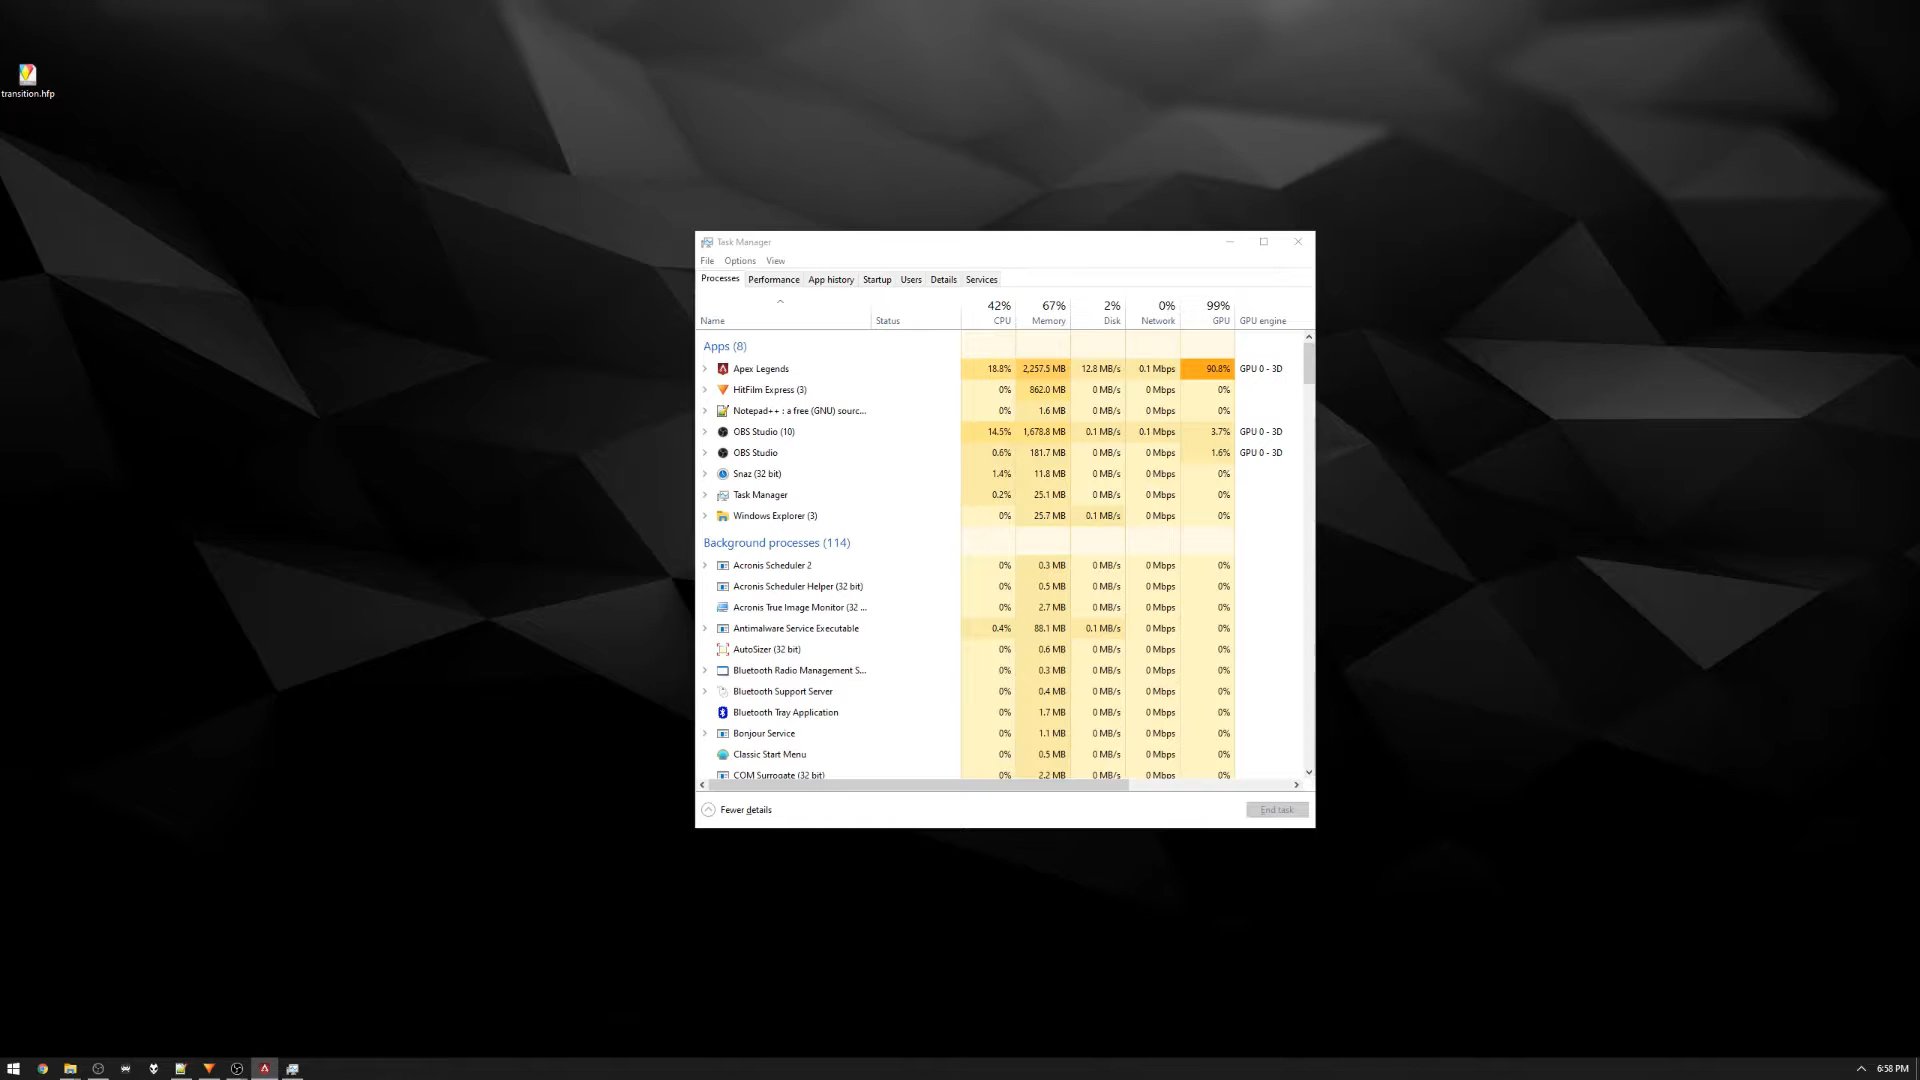 transition.hfp
Task Manager
File Options View
Processes Performance App history Startup Users Details Services
42% 67% 2% 0% 99%
Name Status CPU Memory Disk Network GPU GPU engine
Apps (8)
Apex Legends 18.8% 2,257.5 MB 12.8 MB/s 0.1 Mbps 90.8% GPU 0 - 3D
HitFilm Express (3) 0% 862.0 MB 0 MB/s 0 Mbps 0%
Notepad++ : a free (GNU) sourc... 0% 1.6 MB 0 MB/s 0 Mbps 0%
OBS Studio (10) 14.5% 1,678.8 MB 0.1 MB/s 0.1 Mbps 3.7% GPU 0 - 3D
OBS Studio 0.6% 181.7 MB 0 MB/s 0 Mbps 1.6% GPU 0 - 3D
Snaz (32 bit) 1.4% 11.8 MB 0 MB/s 0 Mbps 0%
Task Manager 0.2% 25.1 MB 0 MB/s 0 Mbps 0%
Windows Explorer (3) 0% 25.7 MB 0.1 MB/s 0 Mbps 0%
Background processes (114)
Acronis Scheduler 2 0% 0.3 MB 0 MB/s 0 Mbps 0%
Acronis Scheduler Helper (32 bit) 0% 0.5 MB 0 MB/s 0 Mbps 0%
Acronis True Image Monitor (32 ... 0% 2.7 MB 0 MB/s 0 Mbps 0%
Antimalware Service Executable 0.4% 88.1 MB 0.1 MB/s 0 Mbps 0%
AutoSizer (32 bit) 0% 0.6 MB 0 MB/s 0 Mbps 0%
Bluetooth Radio Management S... 0% 0.3 MB 0 MB/s 0 Mbps 0%
Bluetooth Support Server 0% 0.4 MB 0 MB/s 0 Mbps 0%
Bluetooth Tray Application 0% 1.7 MB 0 MB/s 0 Mbps 0%
Bonjour Service 0% 1.1 MB 0 MB/s 0 Mbps 0%
Classic Start Menu 0% 0.5 MB 0 MB/s 0 Mbps 0%
COM Surrogate (32 bit) 0% 2.2 MB 0 MB/s 0 Mbps 0%
Fewer details End task
6:58 PM